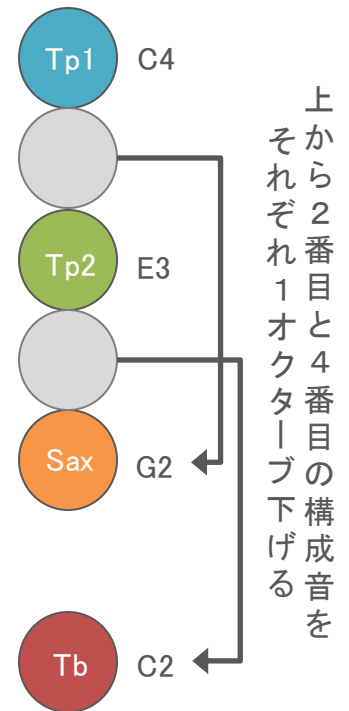 Tp1 C4
Tp2 E3
Sax G2
Tb C2
上から２番目と４番目の構成音を
それぞれ１オクターブ下げる